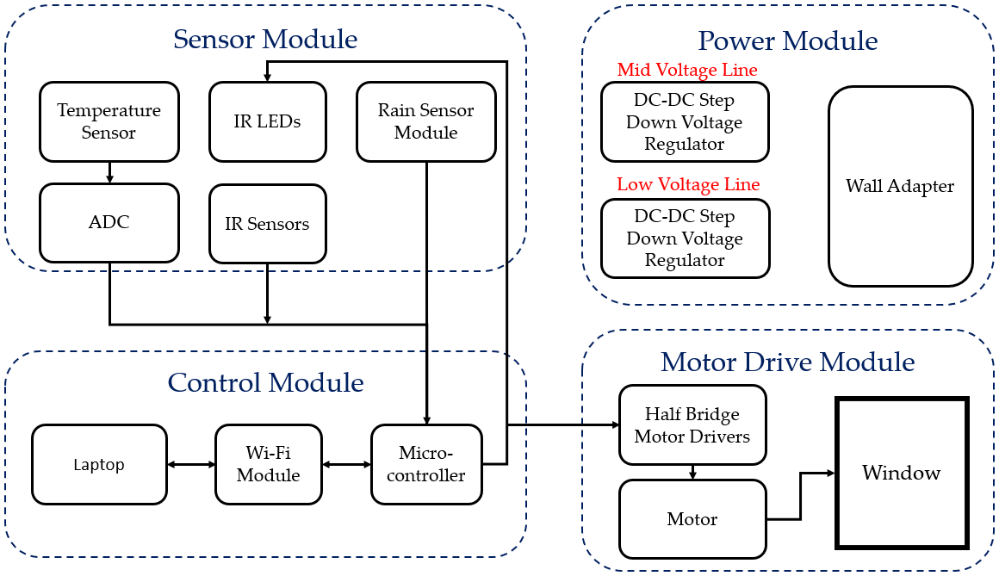 Sensor Module
Temperature
Sensor
IR LEDs
Rain Sensor
Module
ADC
IR Sensors
Power Module
Mid Voltage Line
DC-DC Step
Down Voltage
Regulator
Low Voltage Line
DC-DC Step
Down Voltage
Regulator
Wall Adapter
Control Module
Laptop
Wi-Fi
Module
Micro-
controller
Motor Drive Module
Half Bridge
Motor Drivers
Motor
Window